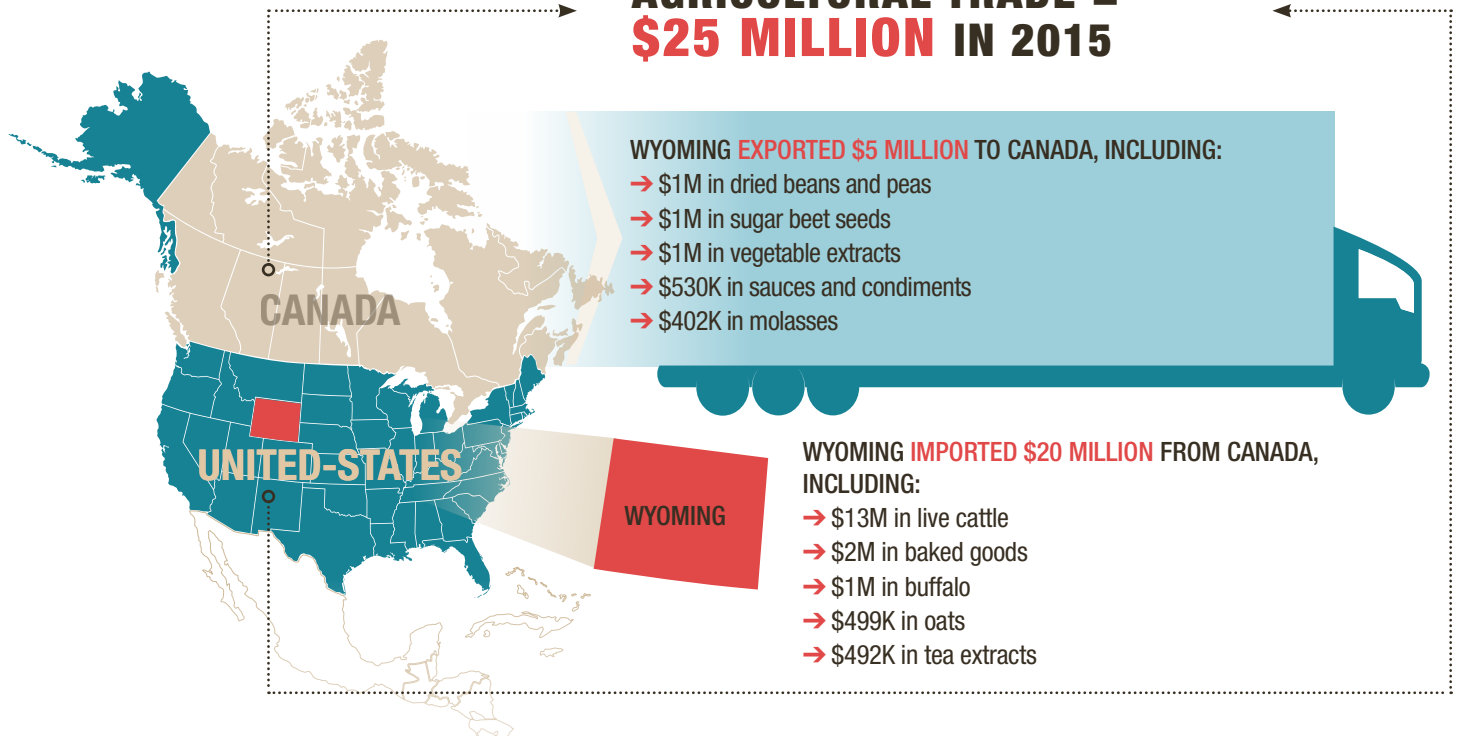 AGRICULTURAL TRADE =
$25 MILLION IN 2015
WYOMING EXPORTED $5 MILLION TO CANADA, INCLUDING:
➔ $1M in dried beans and peas
➔ $1M in sugar beet seeds
➔ $1M in vegetable extracts
➔ $530K in sauces and condiments
➔ $402K in molasses
CANADA
UNITED-STATES
WYOMING
WYOMING IMPORTED $20 MILLION FROM CANADA,
INCLUDING:
➔ $13M in live cattle
➔ $2M in baked goods
➔ $1M in buffalo
➔ $499K in oats
➔ $492K in tea extracts